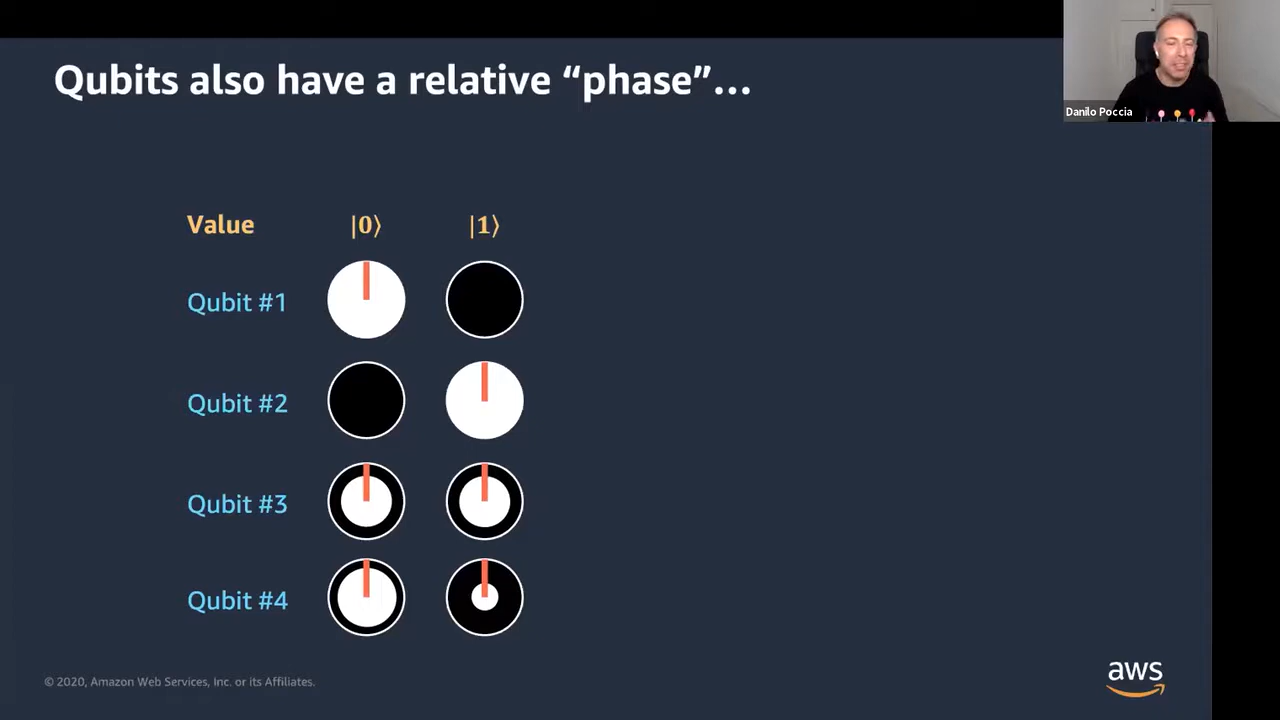 Qubits also have a relative “phase”...
Danilo Poccia
Value |0⟩ |1⟩
Qubit #1
Qubit #2
Qubit #3
Qubit #4
© 2020, Amazon Web Services, Inc. or its Affiliates.
aws